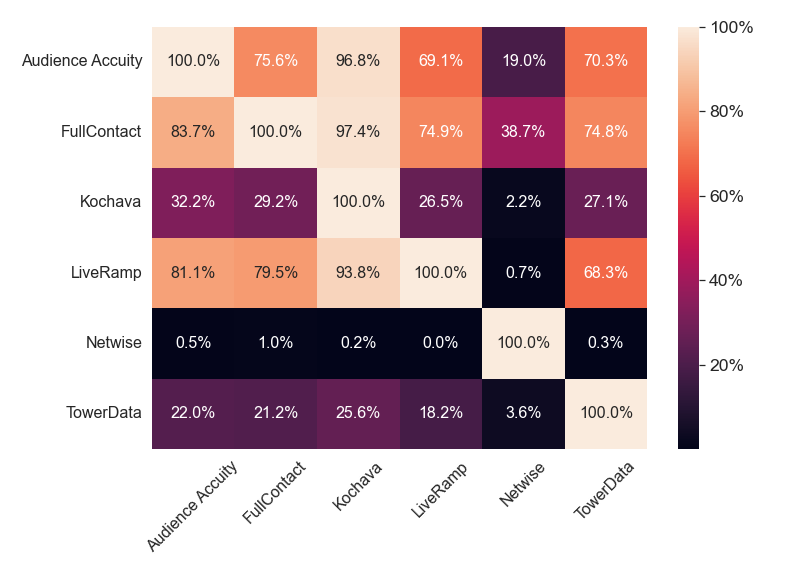 100%
Audience Accuity 100.0% 75.6% 96.8% 69.1% 19.0% 70.3%
80%
FullContact 83.7% 100.0% 97.4% 74.9% 38.7% 74.8%
Kochava 32.2% 29.2% 100.0% 26.5% 2.2% 27.1%
60%
LiveRamp 81.1% 79.5% 93.8% 100.0% 0.7% 68.3%
40%
Netwise 0.5% 1.0% 0.2% 0.0% 100.0% 0.3%
20%
TowerData 22.0% 21.2% 25.6% 18.2% 3.6% 100.0%
Audience Accuity FullContact Kochava LiveRamp Netwise TowerData